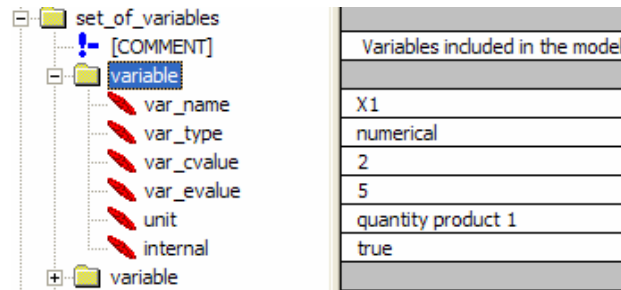 set_of_variables
[COMMENT] Variables included in the model
variable
var_name X1
var_type numerical
var_cvalue 2
var_evalue 5
unit quantity product 1
internal true
variable